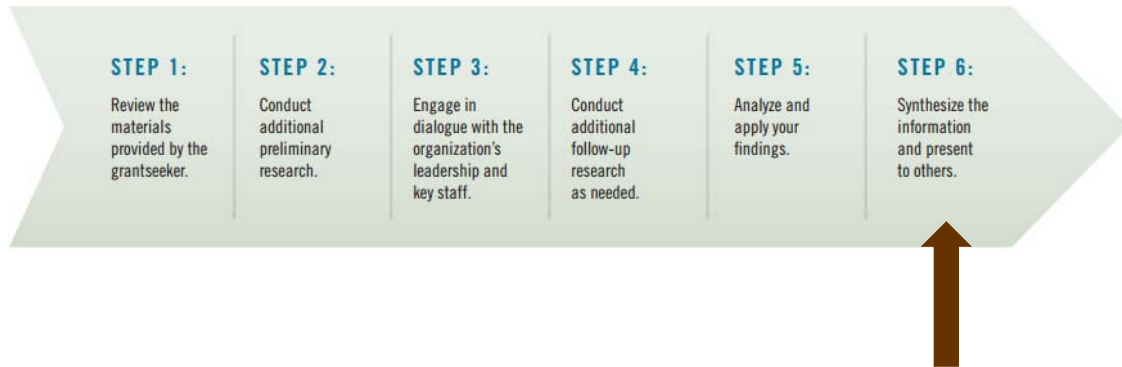 STEP 1:
Review the
materials
provided by the
grantseeker.
STEP 2:
Conduct
additional
preliminary
research.
STEP 3:
Engage in
dialogue with the
organization's
leadership and
key staff.
STEP 4:
Conduct
additional
follow-up
research
as needed.
STEP 5:
Analyze and
apply your
findings.
STEP 6:
Synthesize the
information
and present
to others.